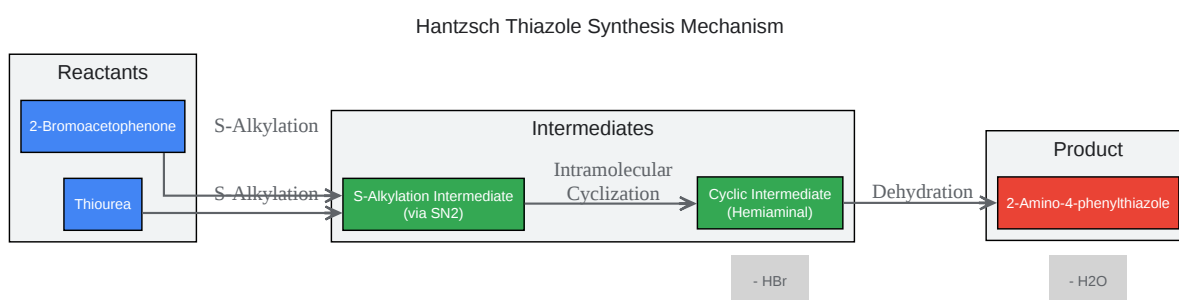 Hantzsch Thiazole Synthesis Mechanism
Reactants
2-Bromoacetophenone
Thiourea
S-Alkylation
S-Alkylation
Intermediates
S-Alkylation Intermediate
(via SN2)
Intramolecular
Cyclization
Cyclic Intermediate
(Hemiaminal)
- HBr
Dehydration
Product
2-Amino-4-phenylthiazole
- H2O